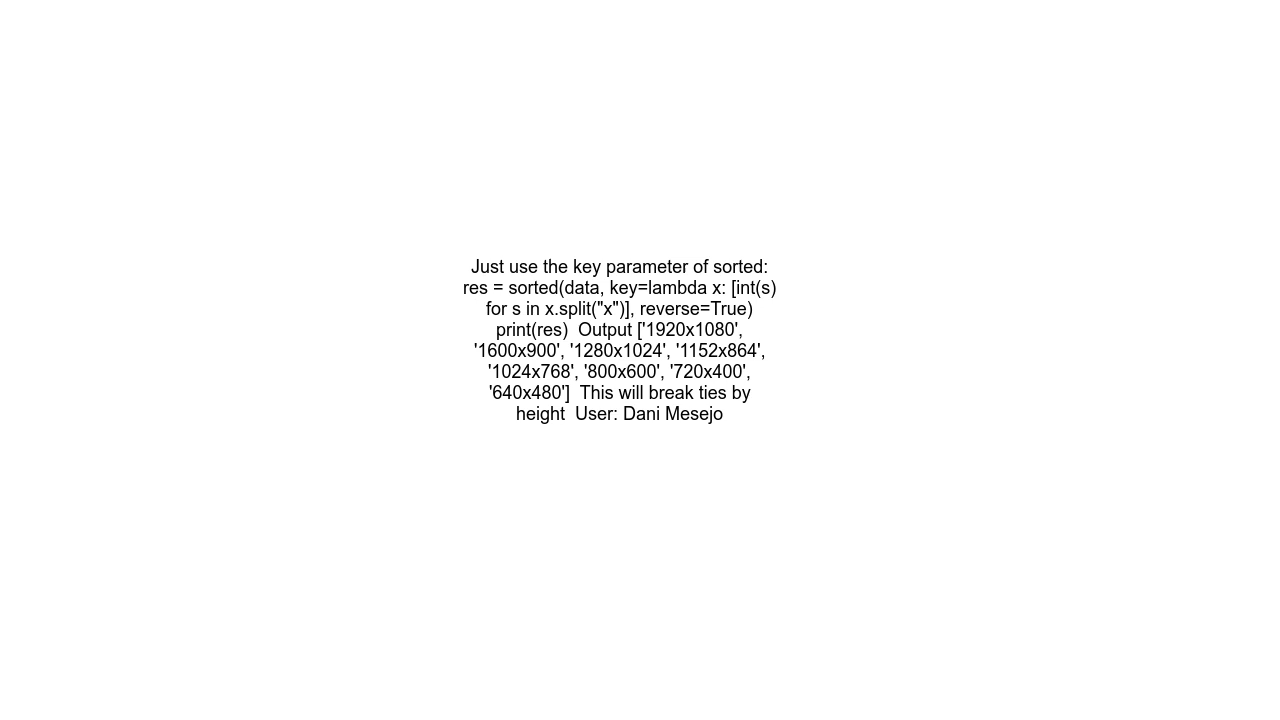 Just use the key parameter of sorted:
res = sorted(data, key=lambda x: [int(s)
for s in x.split("x")], reverse=True)
print(res)  Output ['1920x1080',
'1600x900', '1280x1024', '1152x864',
'1024x768', '800x600', '720x400',
'640x480']  This will break ties by
height  User: Dani Mesejo